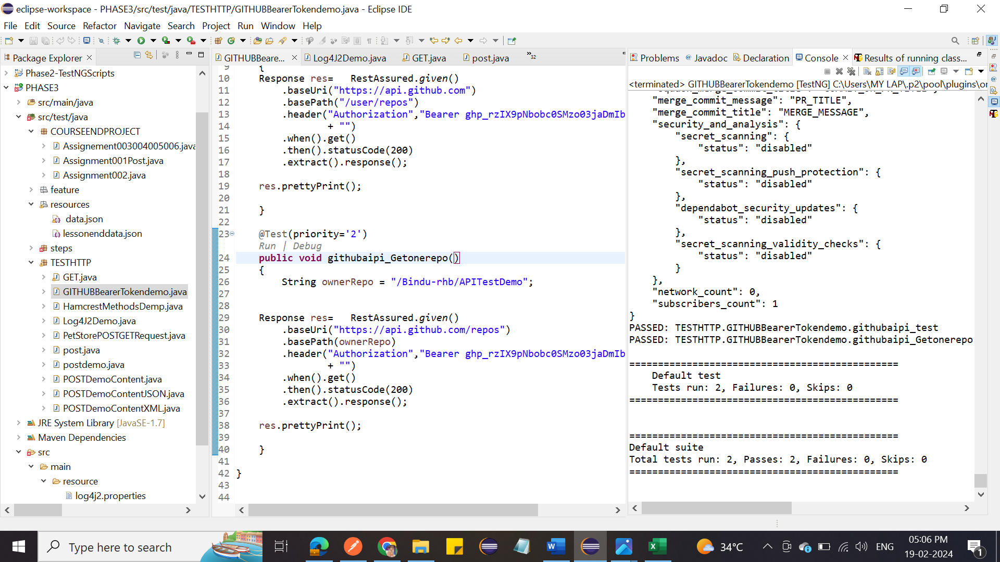 eclipse-workspace - PHASE3/src/test/java/TESTHTTP/GITHUBBearerTokendemo.java - Eclipse IDE
File Edit Source Refactor Navigate Search Project Run Window Help
Package Explorer
Phase2-TestNGScripts
PHASE3
src/main/java
src/test/java
COURSEENDPROJECT
Assignement003004005006.java
Assignment001Post.java
Assignment002.java
feature
resources
data.json
lessonenddata.json
steps
TESTHTTP
GET.java
GITHUBBearerTokendemo.java
HamcrestMethodsDemp.java
Log4J2Demo.java
PetStorePOSTGETRequest.java
post.java
postdemo.java
POSTDemoContent.java
POSTDemoContentJSON.java
POSTDemoContentXML.java
JRE System Library [JavaSE-1.7]
Maven Dependencies
src
main
resource
log4j2.properties
GITHUBBeare... Log4J2Demo.java GET.java post.java »32
9 {
10 Response res= RestAssured.given()
11 .baseUri("https://api.github.com")
12 .basePath("/user/repos")
13 .header("Authorization","Bearer ghp_rzIX9pNbobc0SMzo03jaDmIb
14 + "")
15 .when().get()
16 .then().statusCode(200)
17 .extract().response();
18
19 res.prettyPrint();
20
21 }
22
23 @Test(priority='2')
Run | Debug
24 public void githubaipi_Getonerepo()
25 {
26 String ownerRepo = "/Bindu-rhb/APITestDemo";
27
28
29 Response res= RestAssured.given()
30 .baseUri("https://api.github.com/repos")
31 .basePath(ownerRepo)
32 .header("Authorization","Bearer ghp_rzIX9pNbobc0SMzo03jaDmIb
33 + "")
34 .when().get()
35 .then().statusCode(200)
36 .extract().response();
37
38 res.prettyPrint();
39
40 }
41
42 }
43
44
Problems @ Javadoc Declaration Console Results of running class...
<terminated> GITHUBBearerTokendemo [TestNG] C:\Users\MY LAP\.p2\pool\plugins\or
"merge_commit_message": "PR_TITLE",
"merge_commit_title": "MERGE_MESSAGE",
"security_and_analysis": {
"secret_scanning": {
"status": "disabled"
},
"secret_scanning_push_protection": {
"status": "disabled"
},
"dependabot_security_updates": {
"status": "disabled"
},
"secret_scanning_validity_checks": {
"status": "disabled"
}
},
"network_count": 0,
"subscribers_count": 1
}
PASSED: TESTHTTP.GITHUBBearerTokendemo.githubaipi_test
PASSED: TESTHTTP.GITHUBBearerTokendemo.githubaipi_Getonerepo
===============================================
Default test
Tests run: 2, Failures: 0, Skips: 0
===============================================
===============================================
Default suite
Total tests run: 2, Passes: 2, Failures: 0, Skips: 0
===============================================
Type here to search
34°C
ENG
05:06 PM
19-02-2024
1